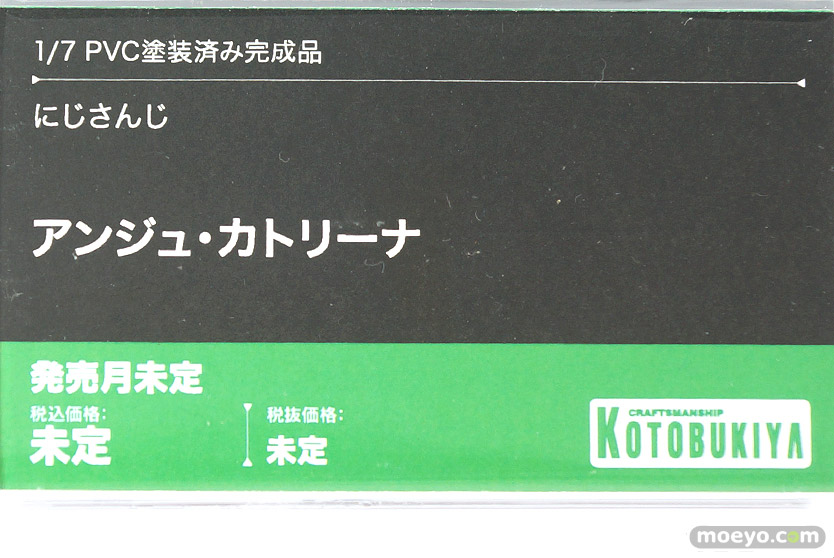 1/7 PVC塗装済み完成品
にじさんじ
アンジュ・カトリーナ
発売月未定
税込価格:
未定
税抜価格:
未定
CRAFTSMANSHIP
KOTOBUKIYA
moeyo.com